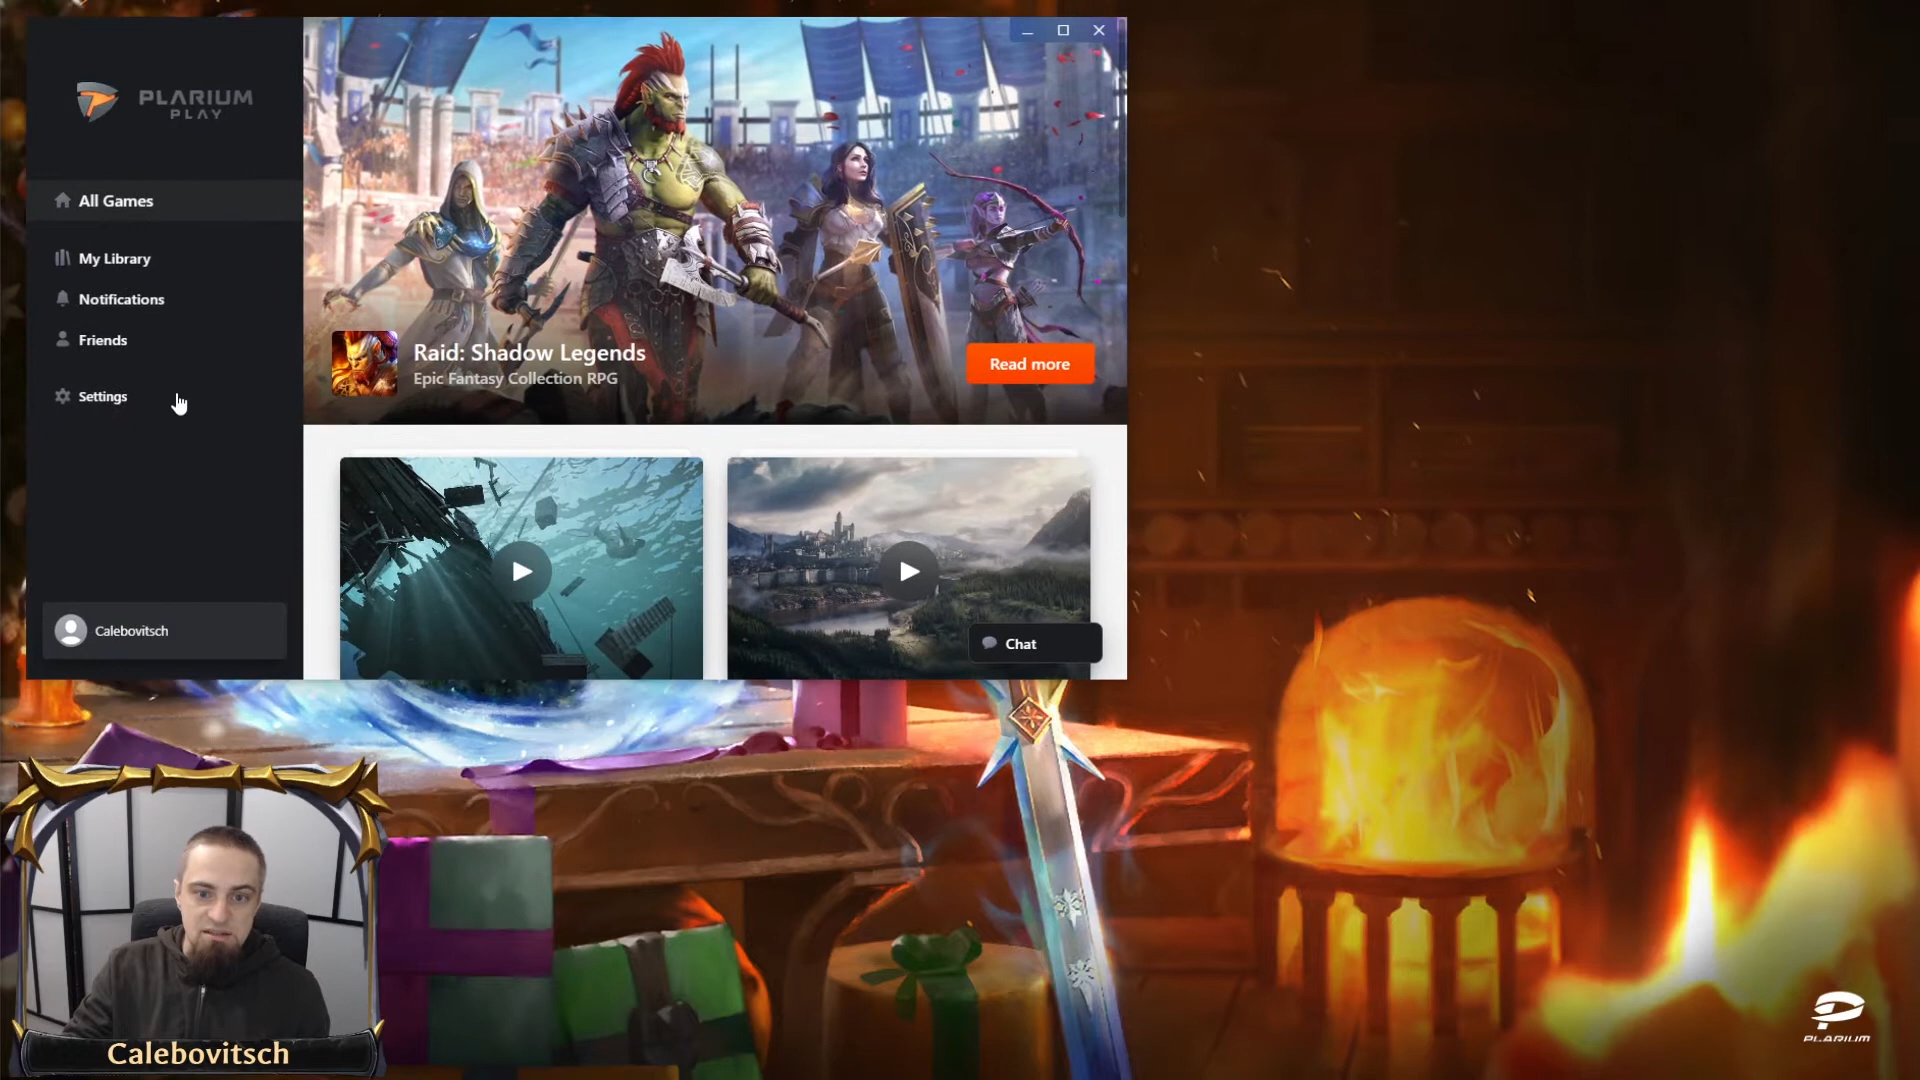 PLARIUM
PLAY
All Games
My Library
Notifications
Friends
Settings
Calebovitsch
Raid: Shadow Legends
Epic Fantasy Collection RPG
Read more
Chat
Calebovitsch
PLARIUM